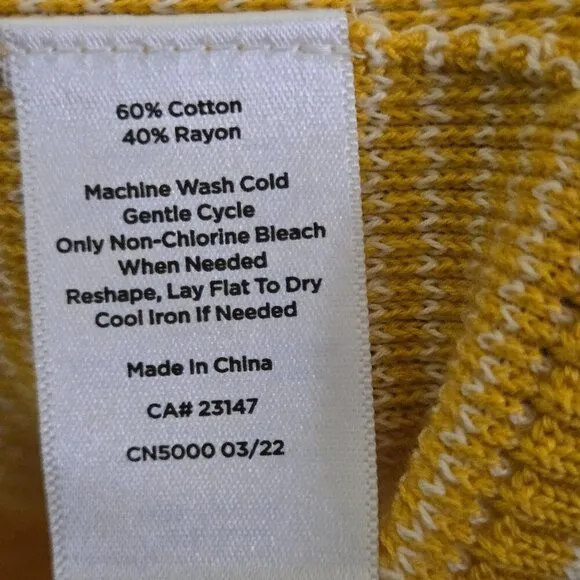 60% Cotton
40% Rayon
Machine Wash Cold
Gentle Cycle
Only Non-Chlorine Bleach
When Needed
Reshape, Lay Flat To Dry
Cool Iron If Needed
Made In China
CA# 23147
CN5000 03/22